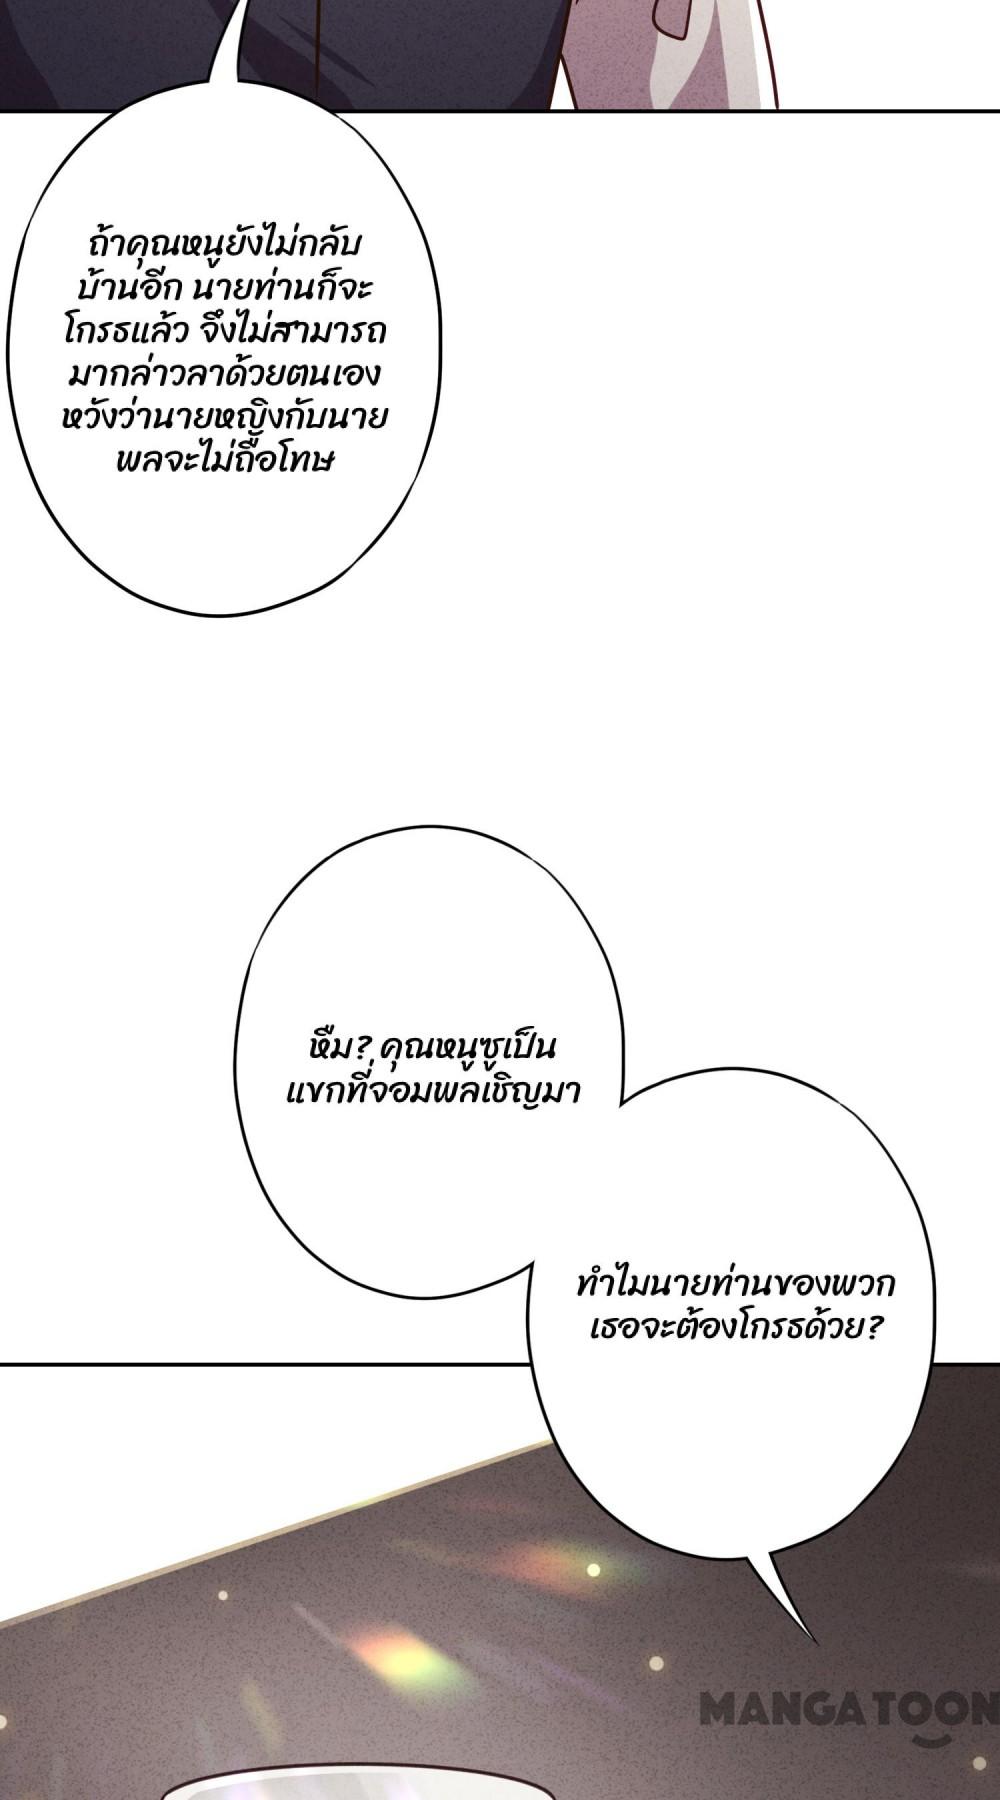 ถ้าคุณหนูยังไม่กลับ
บ้านอีก นายท่านก็จะ
โกรธแล้ว จึงไม่สามารถ
มากล่าวลาด้วยตนเอง
หวังว่านายหญิงกับนาย
พลจะไม่ถือโทษ
หืม? คุณหนูซูเป็น
แขกที่จอมพลเชิญมา
ทำไมนายท่านของพวก
เธอจะต้องโกรธด้วย?
MANGATOON